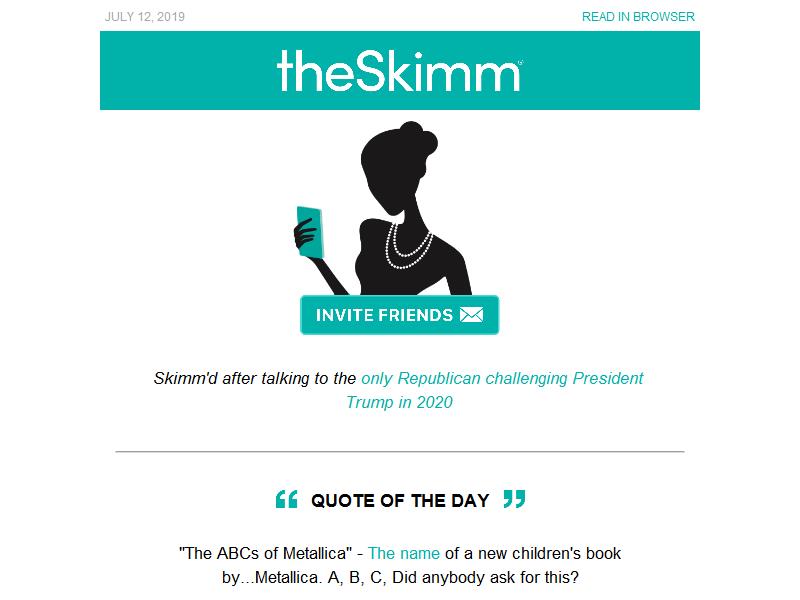 JULY 12, 2019 READ IN BROWSER
theSkimm®
INVITE FRIENDS
Skimm'd after talking to the only Republican challenging President
Trump in 2020
“ QUOTE OF THE DAY ”
"The ABCs of Metallica" - The name of a new children's book
by...Metallica. A, B, C, Did anybody ask for this?